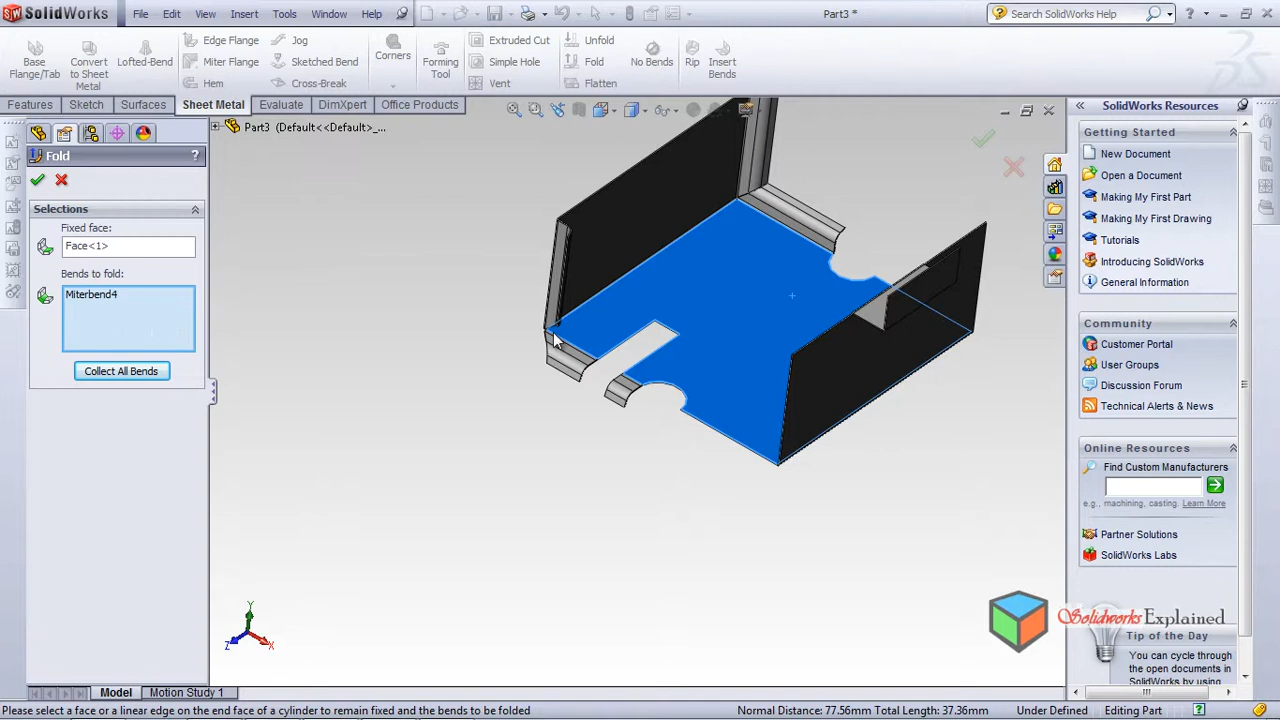 SW SolidWorks File Edit View Insert Tools Window Help Part3 * Search SolidWorks Help
Base Flange/Tab
Convert to Sheet Metal
Lofted-Bend
Edge Flange
Miter Flange
Hem
Jog
Sketched Bend
Cross-Break
Corners
Forming Tool
Extruded Cut
Simple Hole
Vent
Unfold
Fold
Flatten
No Bends
Rip
Insert Bends
Features Sketch Surfaces Sheet Metal Evaluate DimXpert Office Products
Part3 (Default<<Default>_...
Fold
?
Selections
Fixed face:
Face<1>
Bends to fold:
Miterbend4
Collect All Bends
Y
Z
X
SolidWorks Resources
Getting Started
New Document
Open a Document
Making My First Part
Making My First Drawing
Tutorials
Introducing SolidWorks
General Information
Community
Customer Portal
User Groups
Discussion Forum
Technical Alerts & News
Online Resources
Find Custom Manufacturers
e.g., machining, casting. Learn More
Partner Solutions
SolidWorks Labs
Solidworks Explained
Tip of the Day
You can cycle through
the open documents in
SolidWorks by using
Model Motion Study 1
Please select a face or a linear edge on the end face of a cylinder to remain fixed and the bends to be folded
Normal Distance: 77.56mm Total Length: 37.36mm Under Defined Editing Part